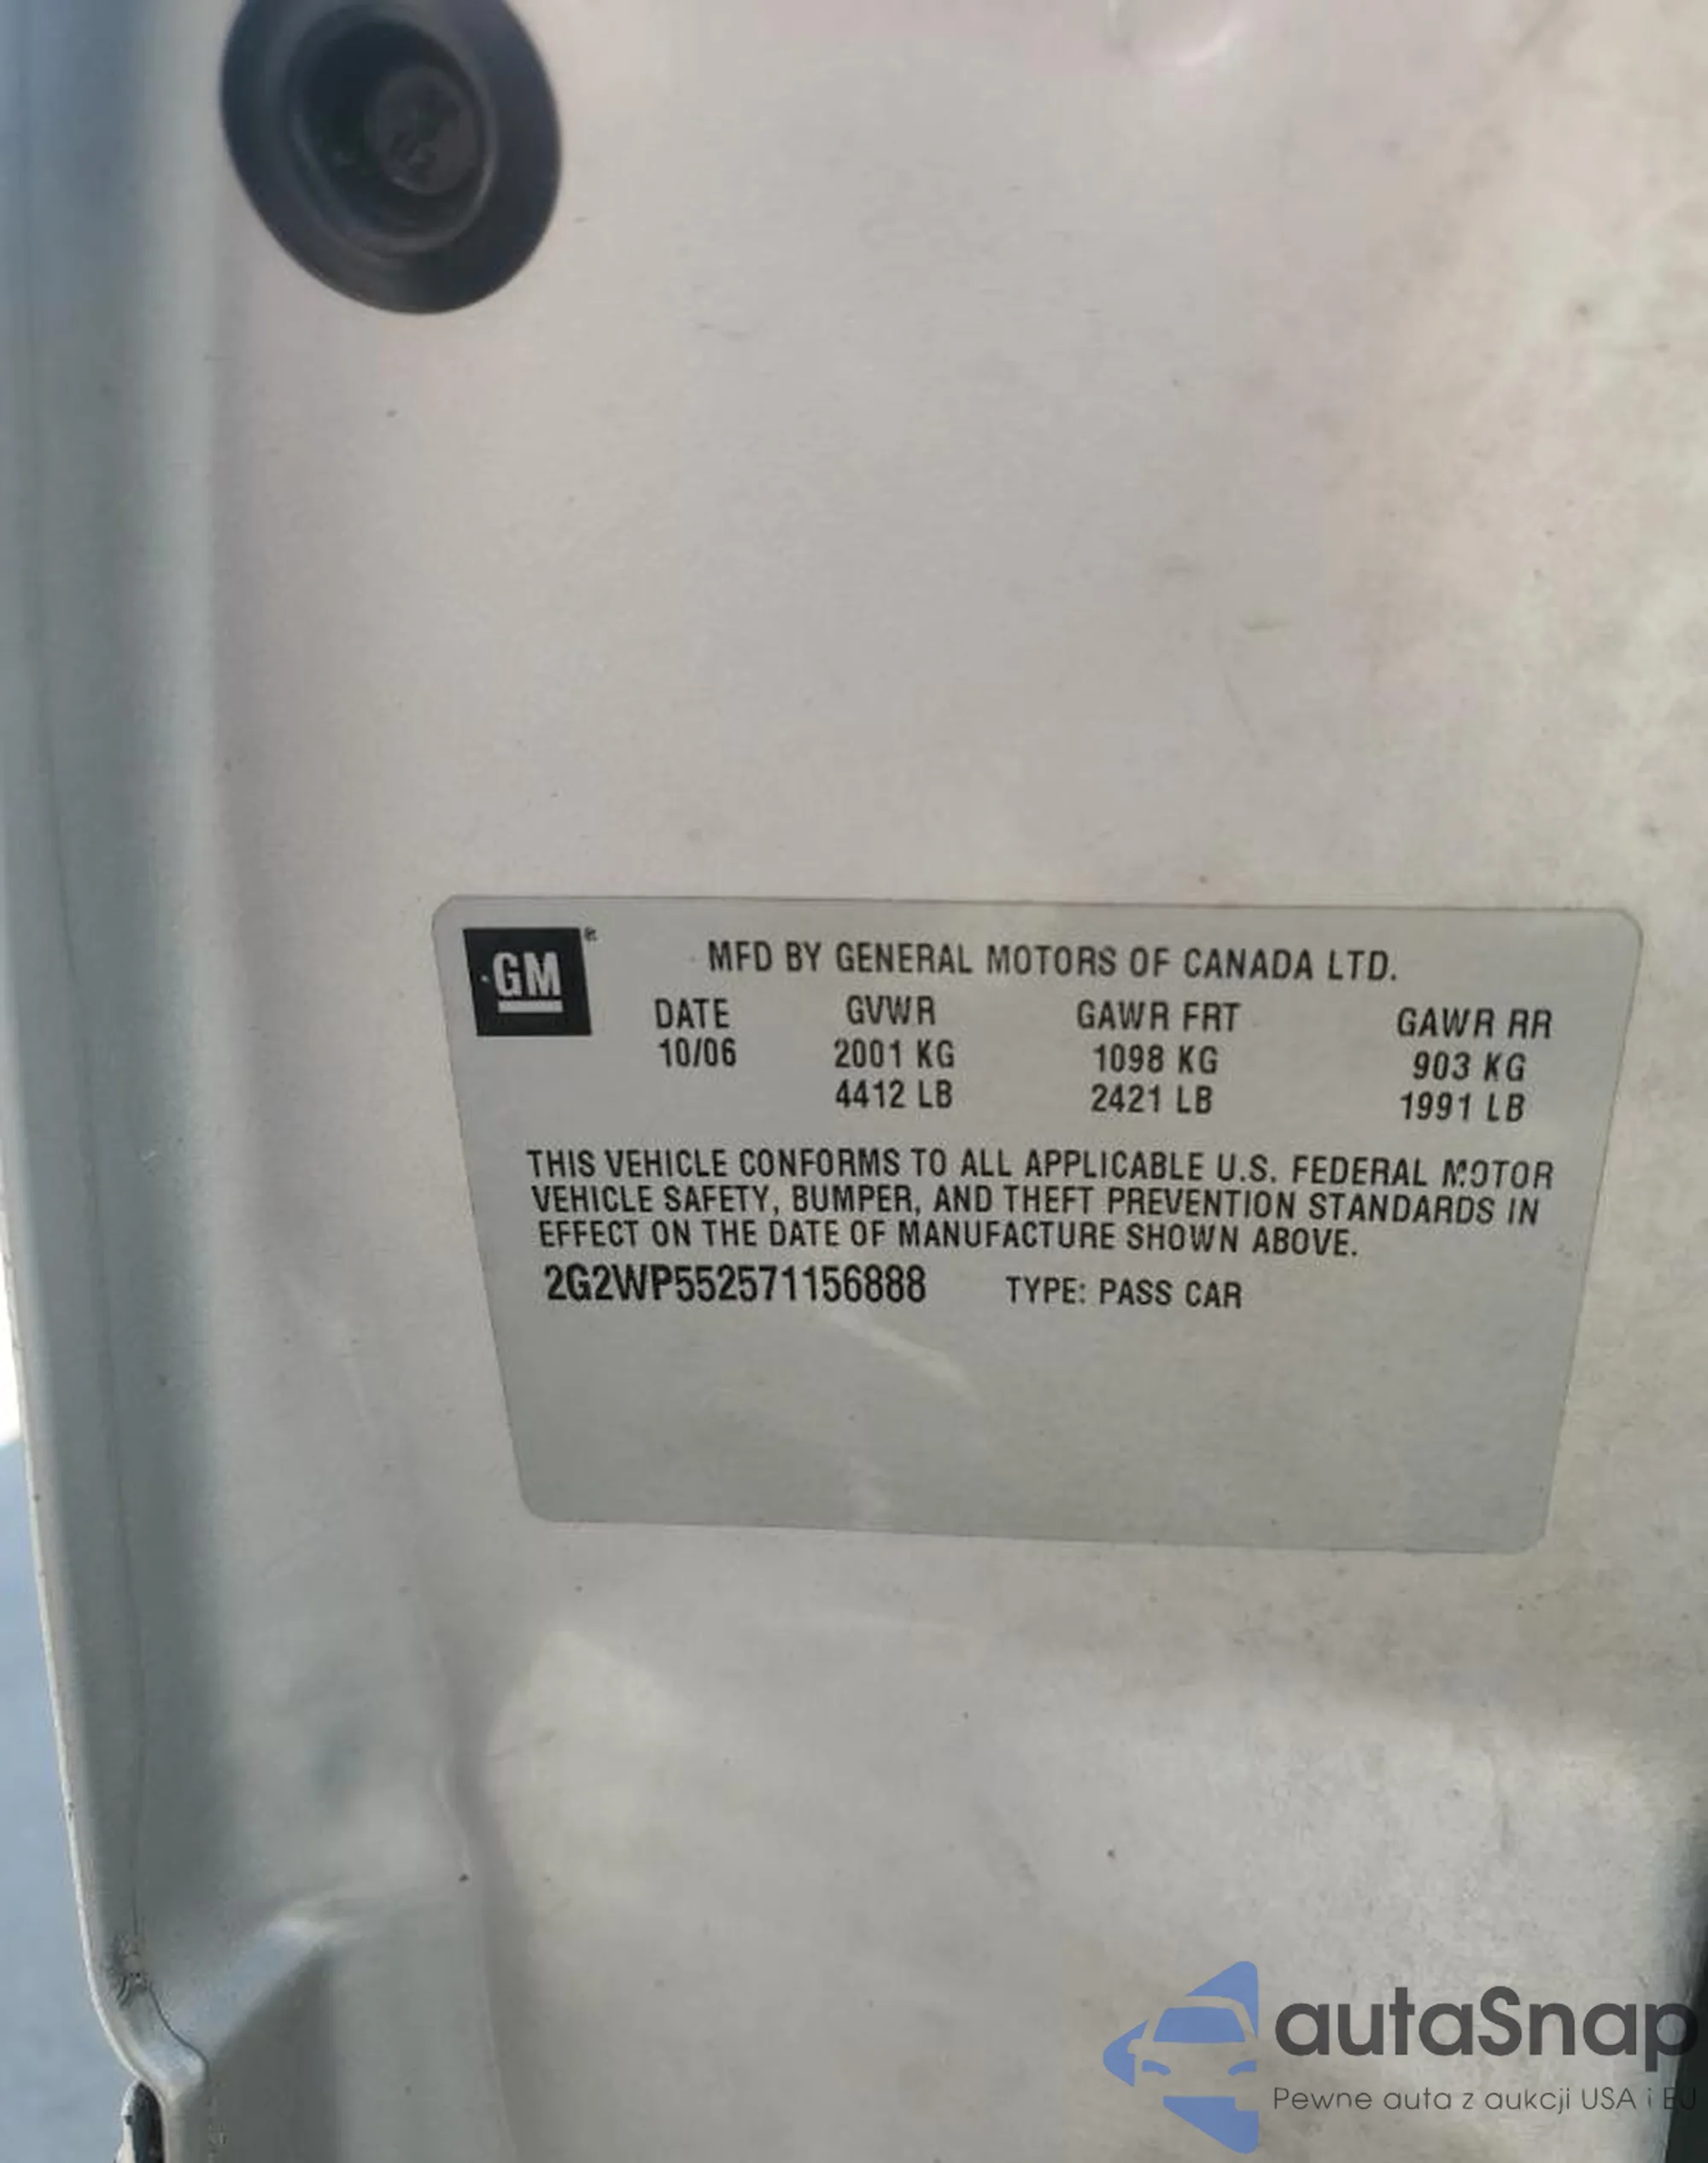 GM®
MFD BY GENERAL MOTORS OF CANADA LTD.
DATE GVWR GAWR FRT GAWR RR
10/06 2001 KG 1098 KG 903 KG
4412 LB 2421 LB 1991 LB
THIS VEHICLE CONFORMS TO ALL APPLICABLE U.S. FEDERAL MOTOR
VEHICLE SAFETY, BUMPER, AND THEFT PREVENTION STANDARDS IN
EFFECT ON THE DATE OF MANUFACTURE SHOWN ABOVE.
2G2WP552571156888 TYPE: PASS CAR
autaSnap
Pewne auta z aukcji USA i EU